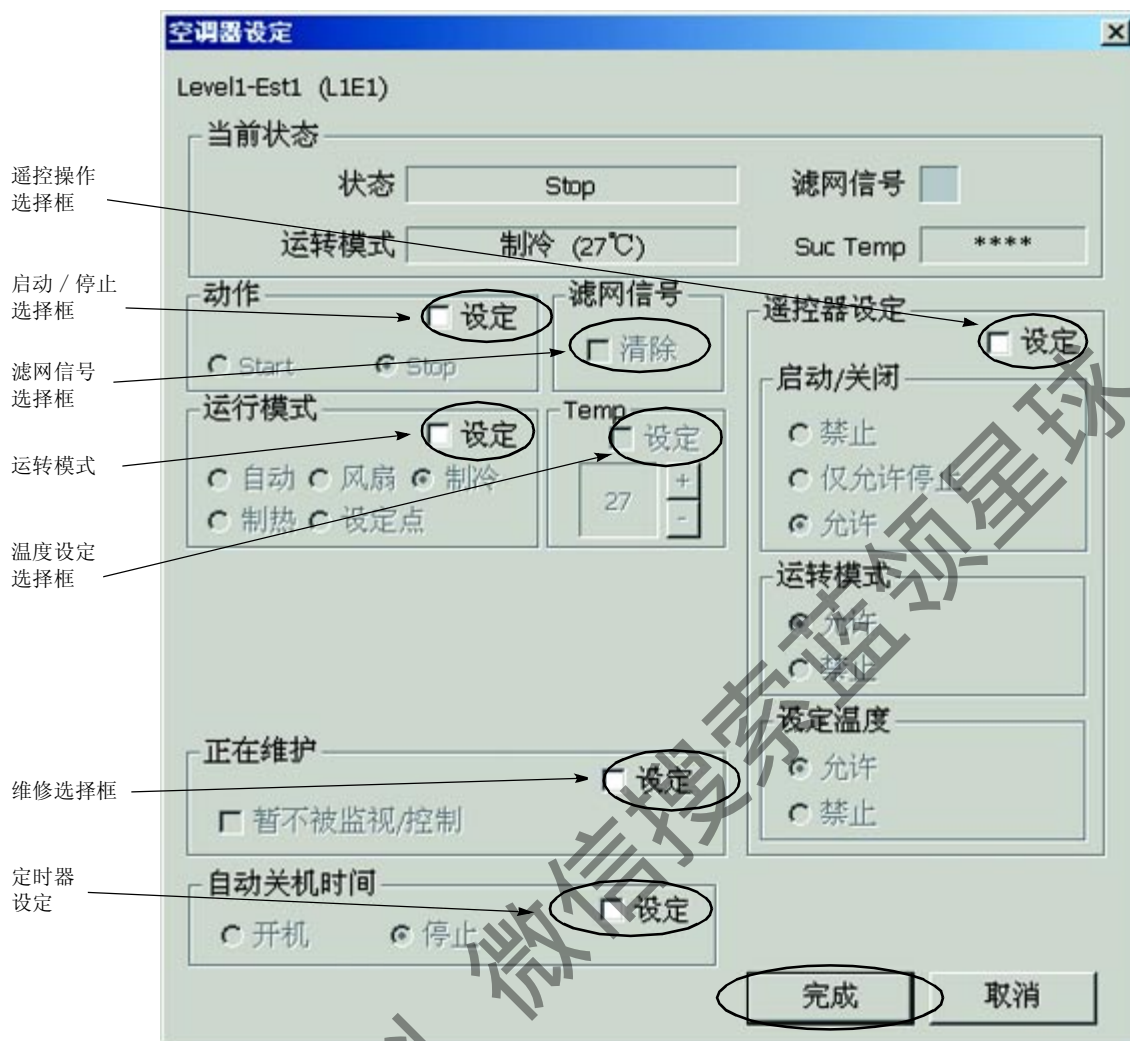 空调器设定
Level1-Est1 (L1E1)
当前状态
状态 Stop 滤网信号
运转模式 制冷 (27℃) Suc Temp ****
动作
设定
Start Stop
滤网信号
清除
运行模式
设定
自动 风扇 制冷
制热 设定点
Temp
设定
27 + -
遥控器设定
设定
启动/关闭
禁止
仅允许停止
允许
运转模式
允许
禁止
设定温度
允许
禁止
正在维护
设定
暂不被监视/控制
自动关机时间
设定
开机 停止
完成 取消
遥控操作
选择框
启动/停止
选择框
滤网信号
选择框
运转模式
温度设定
选择框
维修选择框
定时器
设定
微信搜索蓝领星球